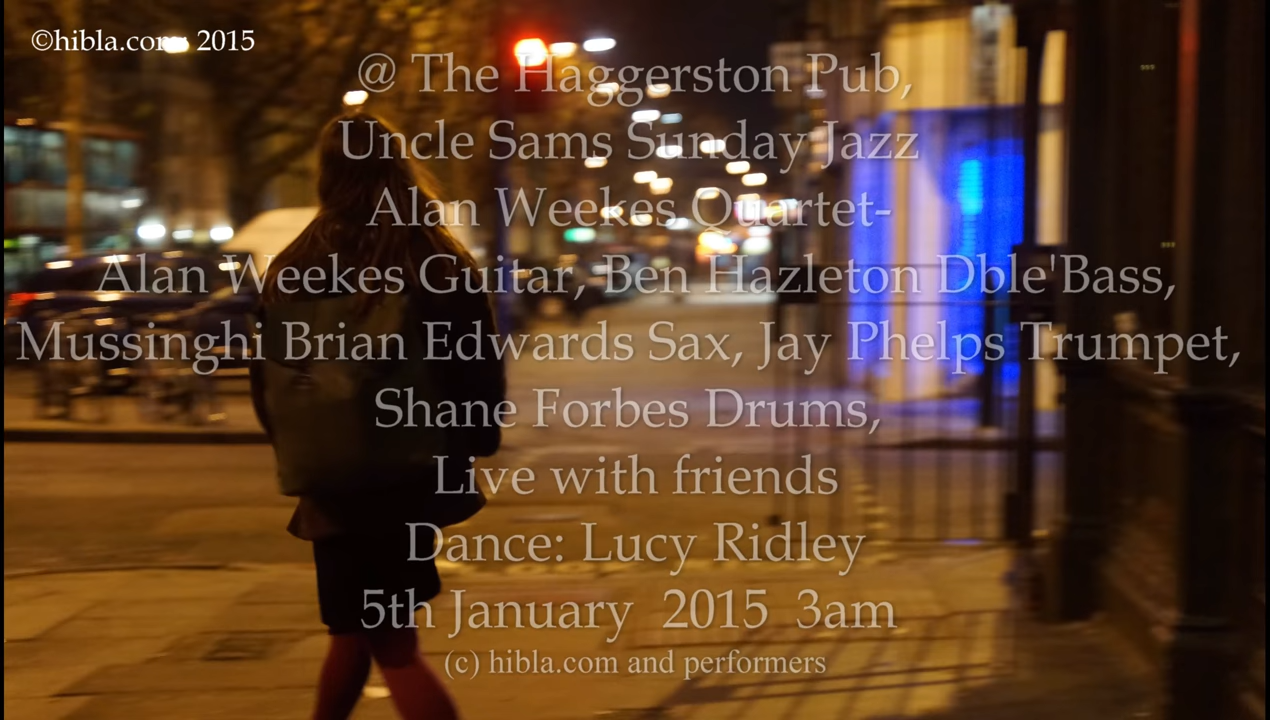 ©hibla.com 2015
@ The Haggerston Pub,
Uncle Sams Sunday Jazz
Alan Weekes Quartet-
Alan Weekes Guitar, Ben Hazleton Dble'Bass,
Mussinghi Brian Edwards Sax, Jay Phelps Trumpet,
Shane Forbes Drums,
Live with friends
Dance: Lucy Ridley
5th January 2015 3am
(c) hibla.com and performers